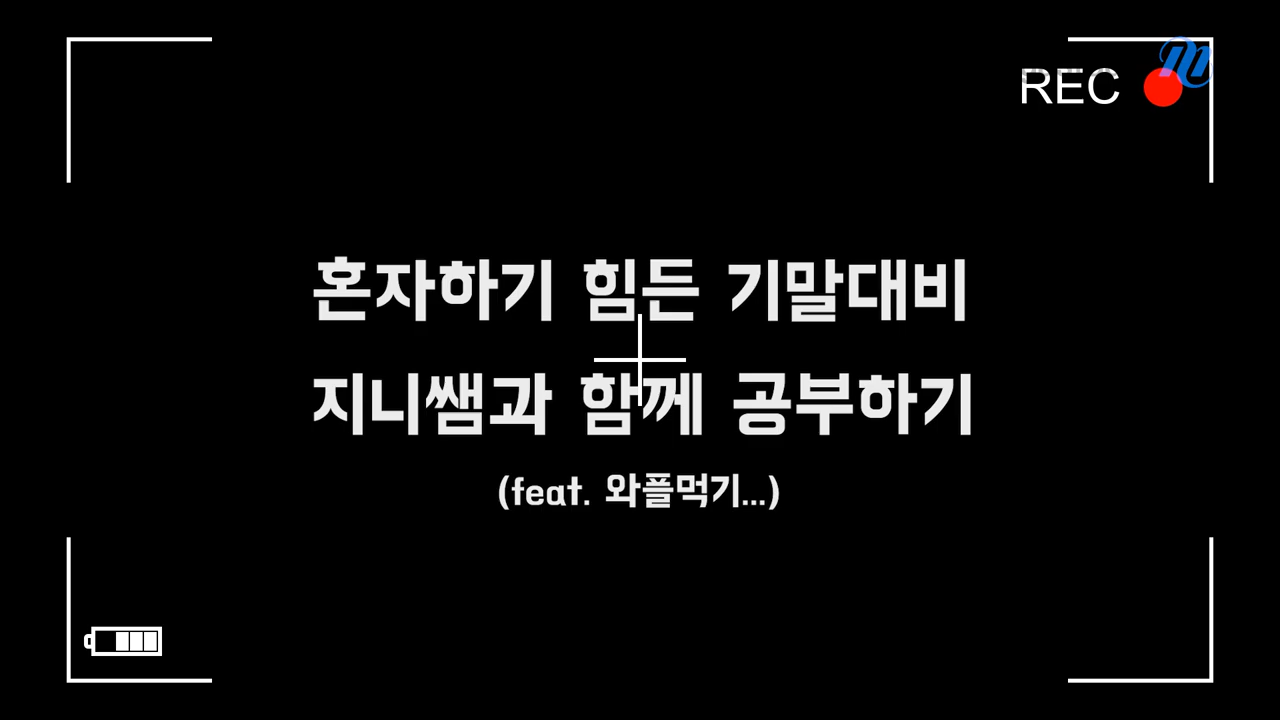 REC
혼자하기 힘든 기말대비
지니쌤과 함께 공부하기
(feat. 와플먹기...)